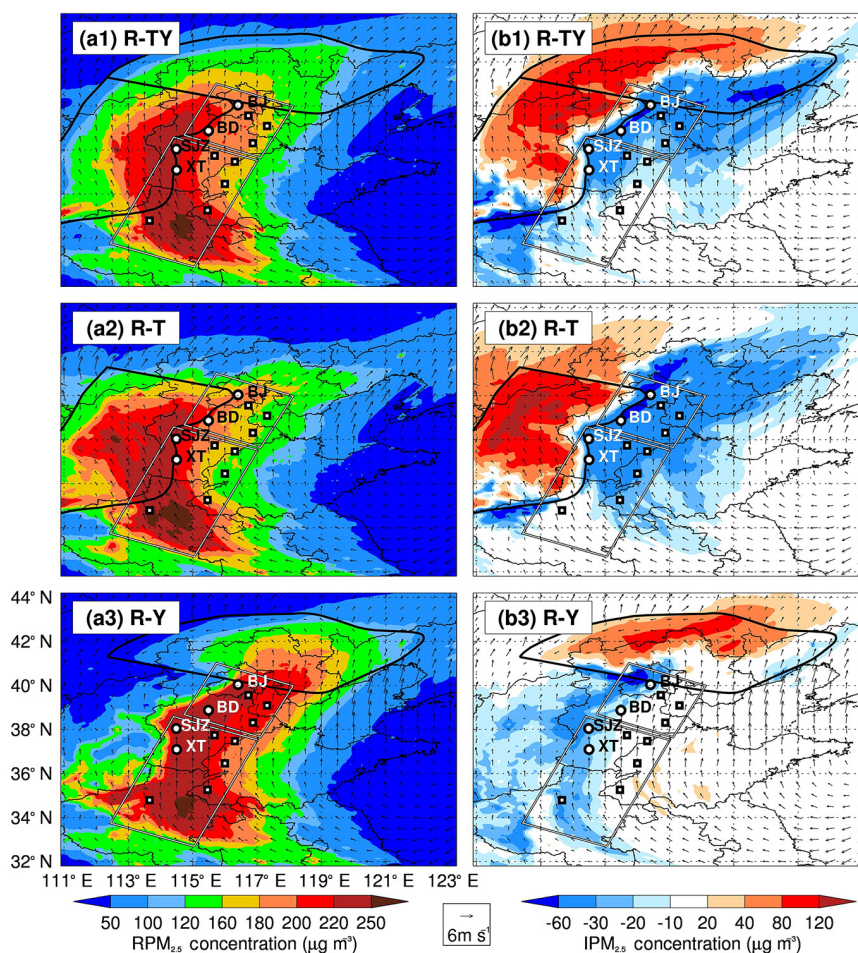 (a1) R-TY
BJ
BD
SJZ
XT
(b1) R-TY
BJ
BD
SJZ
XT
(a2) R-T
BJ
BD
SJZ
XT
(b2) R-T
BJ
BD
SJZ
XT
44° N
42° N
40° N
38° N
36° N
34° N
32° N
(a3) R-Y
BJ
BD
SJZ
XT
(b3) R-Y
BJ
BD
SJZ
XT
111° E 113° E 115° E 117° E 119° E 121° E 123° E
50 100 120 160 180 200 220 250
RPM2.5 concentration (μg m-3)
6m s-1
-60 -30 -20 -10 20 40 80 120
IPM2.5 concentration (μg m-3)